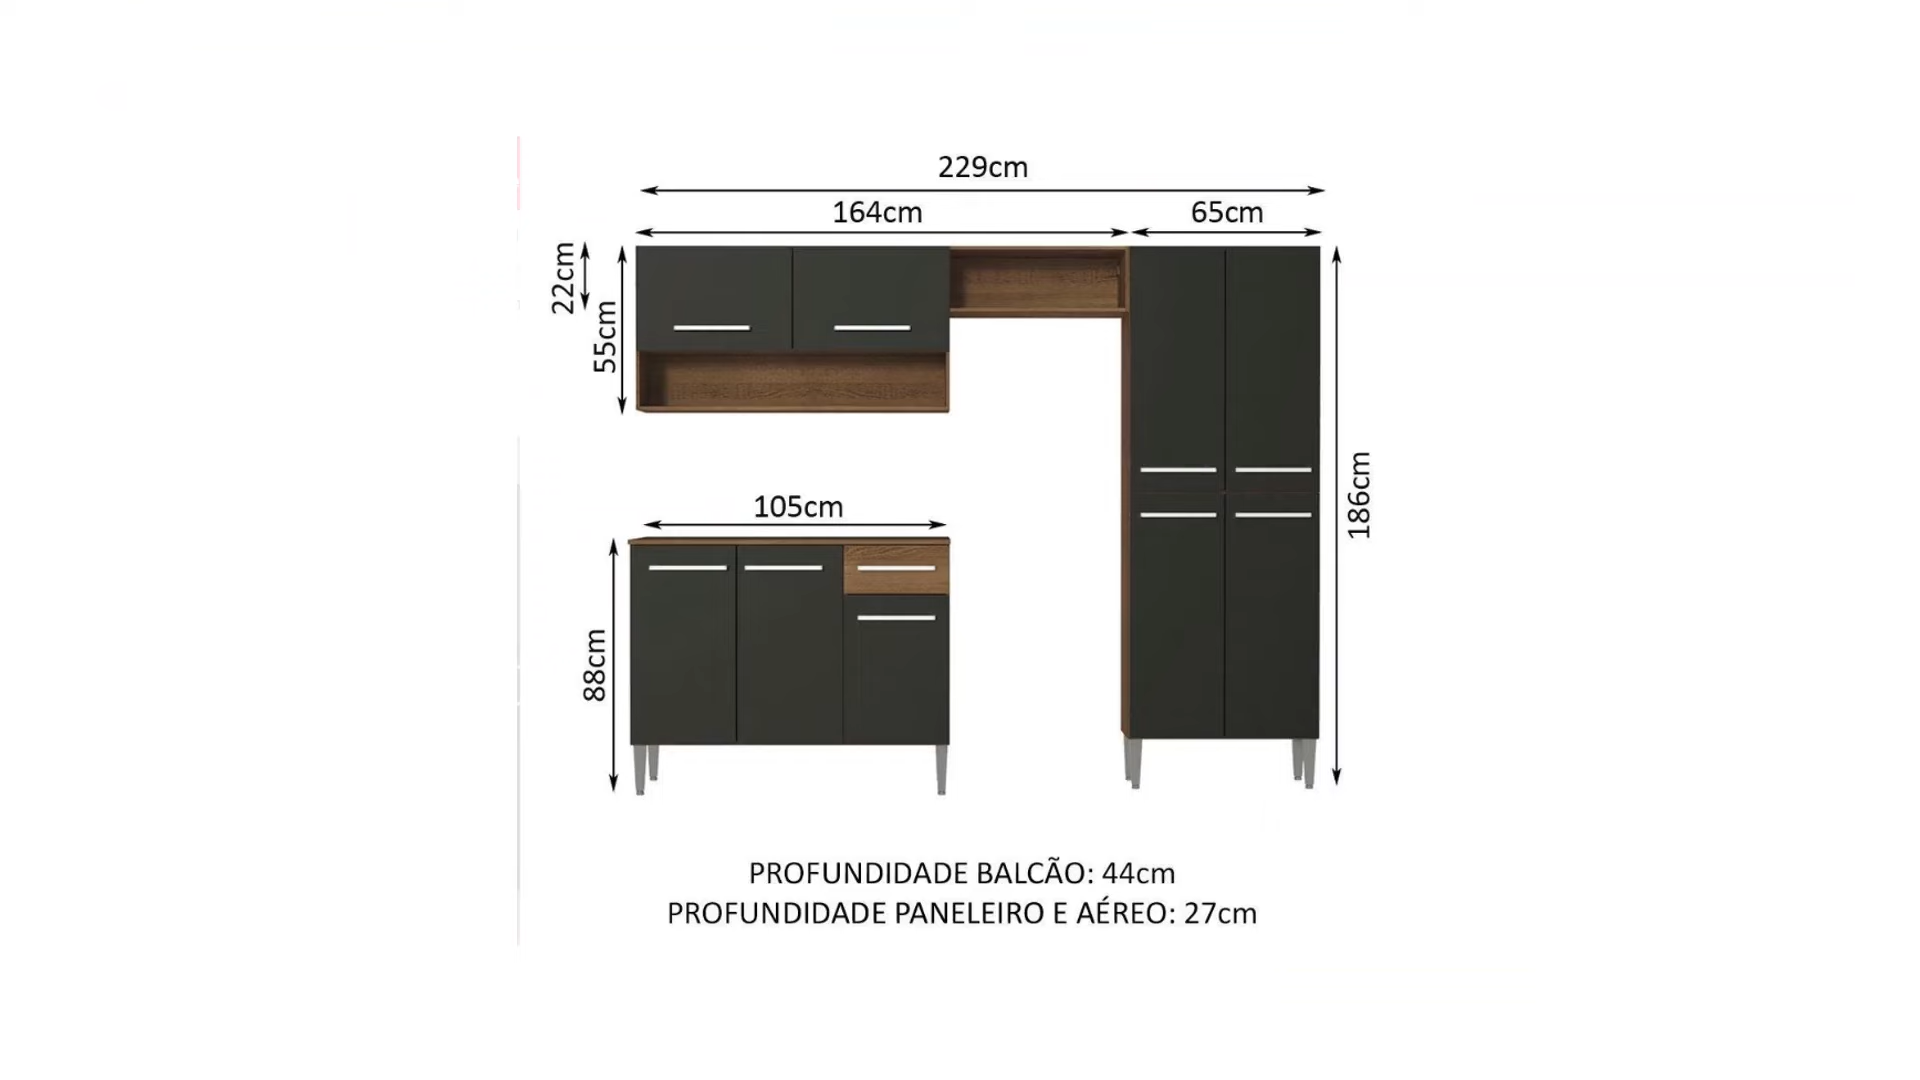 229cm
164cm
65cm
22cm
55cm
105cm
186cm
88cm
PROFUNDIDADE BALCÃO: 44cm
PROFUNDIDADE PANELEIRO E AÉREO: 27cm